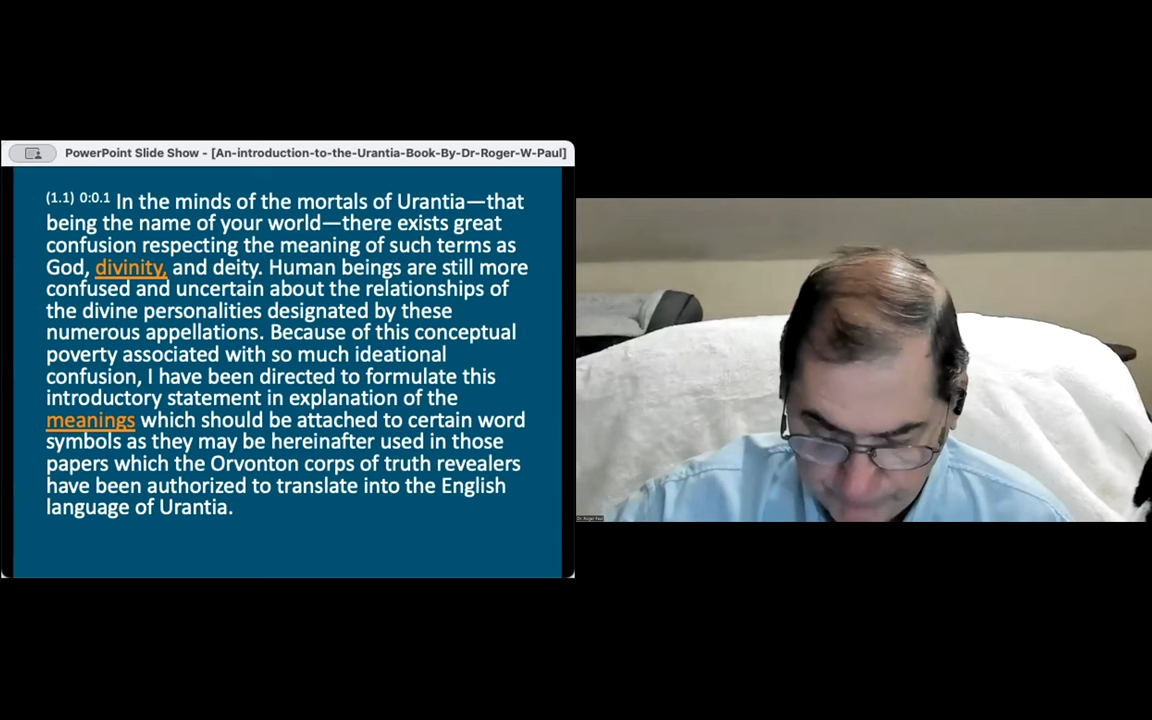 PowerPoint Slide Show - [An-introduction-to-the-Urantia-Book-By-Dr-Roger-W-Paul]
(1.1) 0:0.1 In the minds of the mortals of Urantia—that
being the name of your world—there exists great
confusion respecting the meaning of such terms as
God, divinity, and deity. Human beings are still more
confused and uncertain about the relationships of
the divine personalities designated by these
numerous appellations. Because of this conceptual
poverty associated with so much ideational
confusion, I have been directed to formulate this
introductory statement in explanation of the
meanings which should be attached to certain word
symbols as they may be hereinafter used in those
papers which the Orvonton corps of truth revealers
have been authorized to translate into the English
language of Urantia.
Dr. Roger Paul